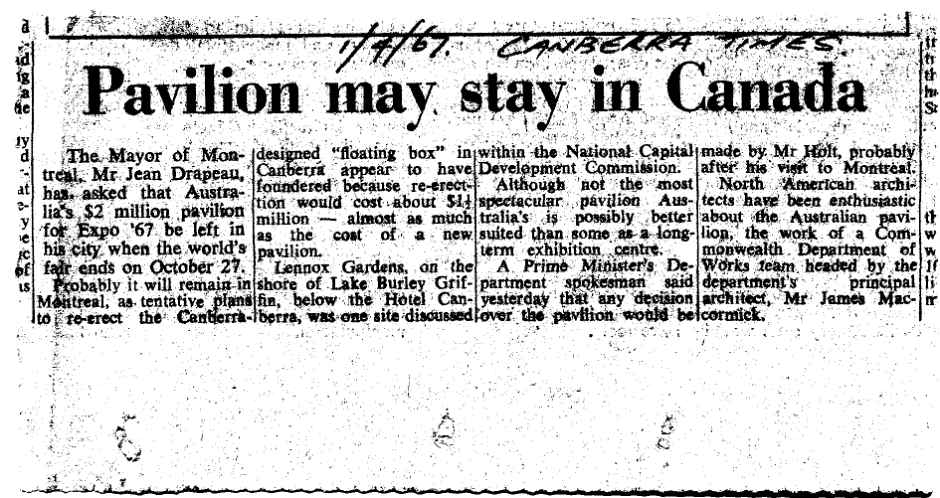 1/4/67. CANBERRA TIMES.
Pavilion may stay in Canada
The Mayor of Mon-
treal, Mr Jean Drapeau,
has asked that Austra-
lia's $2 million pavilion
for Expo '67 be left in
his city when the world's
fair ends on October 27.
Probably it will remain in
Montreal, as tentative plans
to re-erect the Canberra-
designed "floating box" in
Canberra appear to have
foundered because re-erec-
tion would cost about $1½
million — almost as much
as the cost of a new
pavilion.
Lennox Gardens, on the
shore of Lake Burley Grif-
fin, below the Hotel Can-
berra, was one site discussed
within the National Capital
Development Commission.
Although not the most
spectacular pavilion Aus-
tralia's is possibly better
suited than some as a long-
term exhibition centre.
A Prime Minister's De-
partment spokesman said
yesterday that any decision
over the pavilion would be
made by Mr Holt, probably
after his visit to Montreal.
North American archi-
tects have been enthusiastic
about the Australian pavi-
lion, the work of a Com-
monwealth Department of
Works team headed by the
department's principal
architect, Mr James Mac-
cormick.